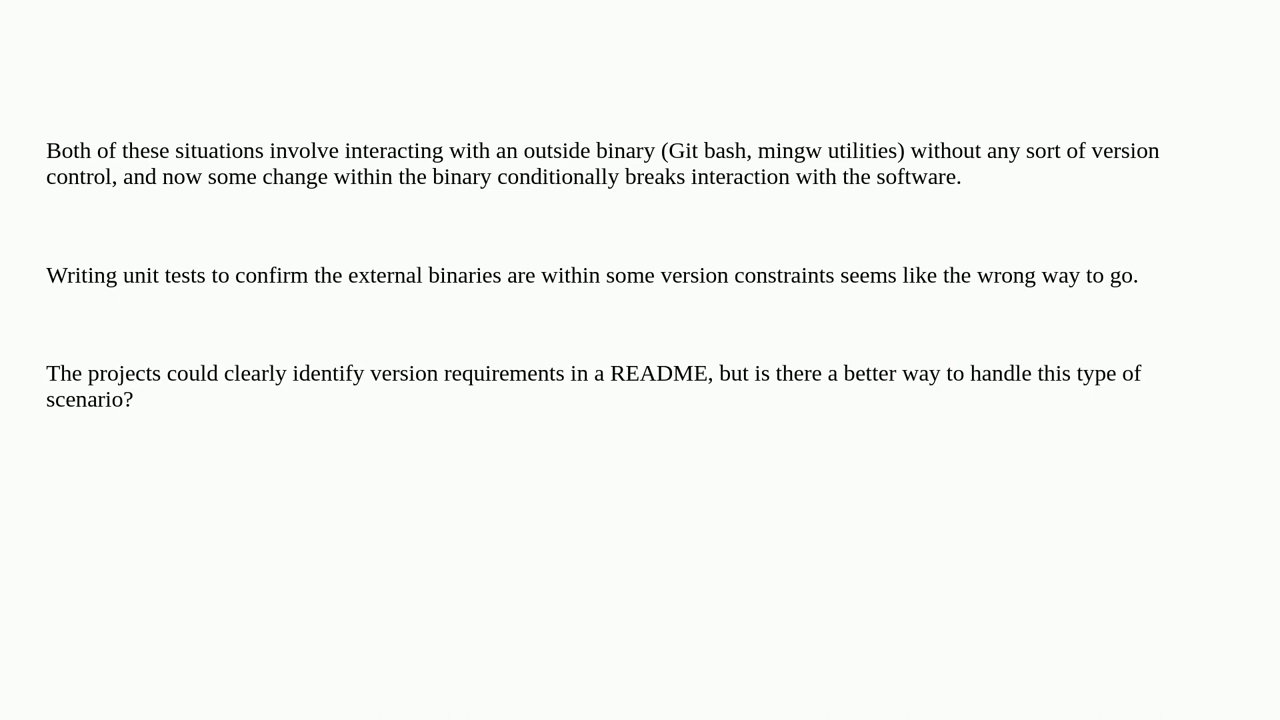 Both of these situations involve interacting with an outside binary (Git bash, mingw utilities) without any sort of version
control, and now some change within the binary conditionally breaks interaction with the software.
Writing unit tests to confirm the external binaries are within some version constraints seems like the wrong way to go.
The projects could clearly identify version requirements in a README, but is there a better way to handle this type of
scenario?